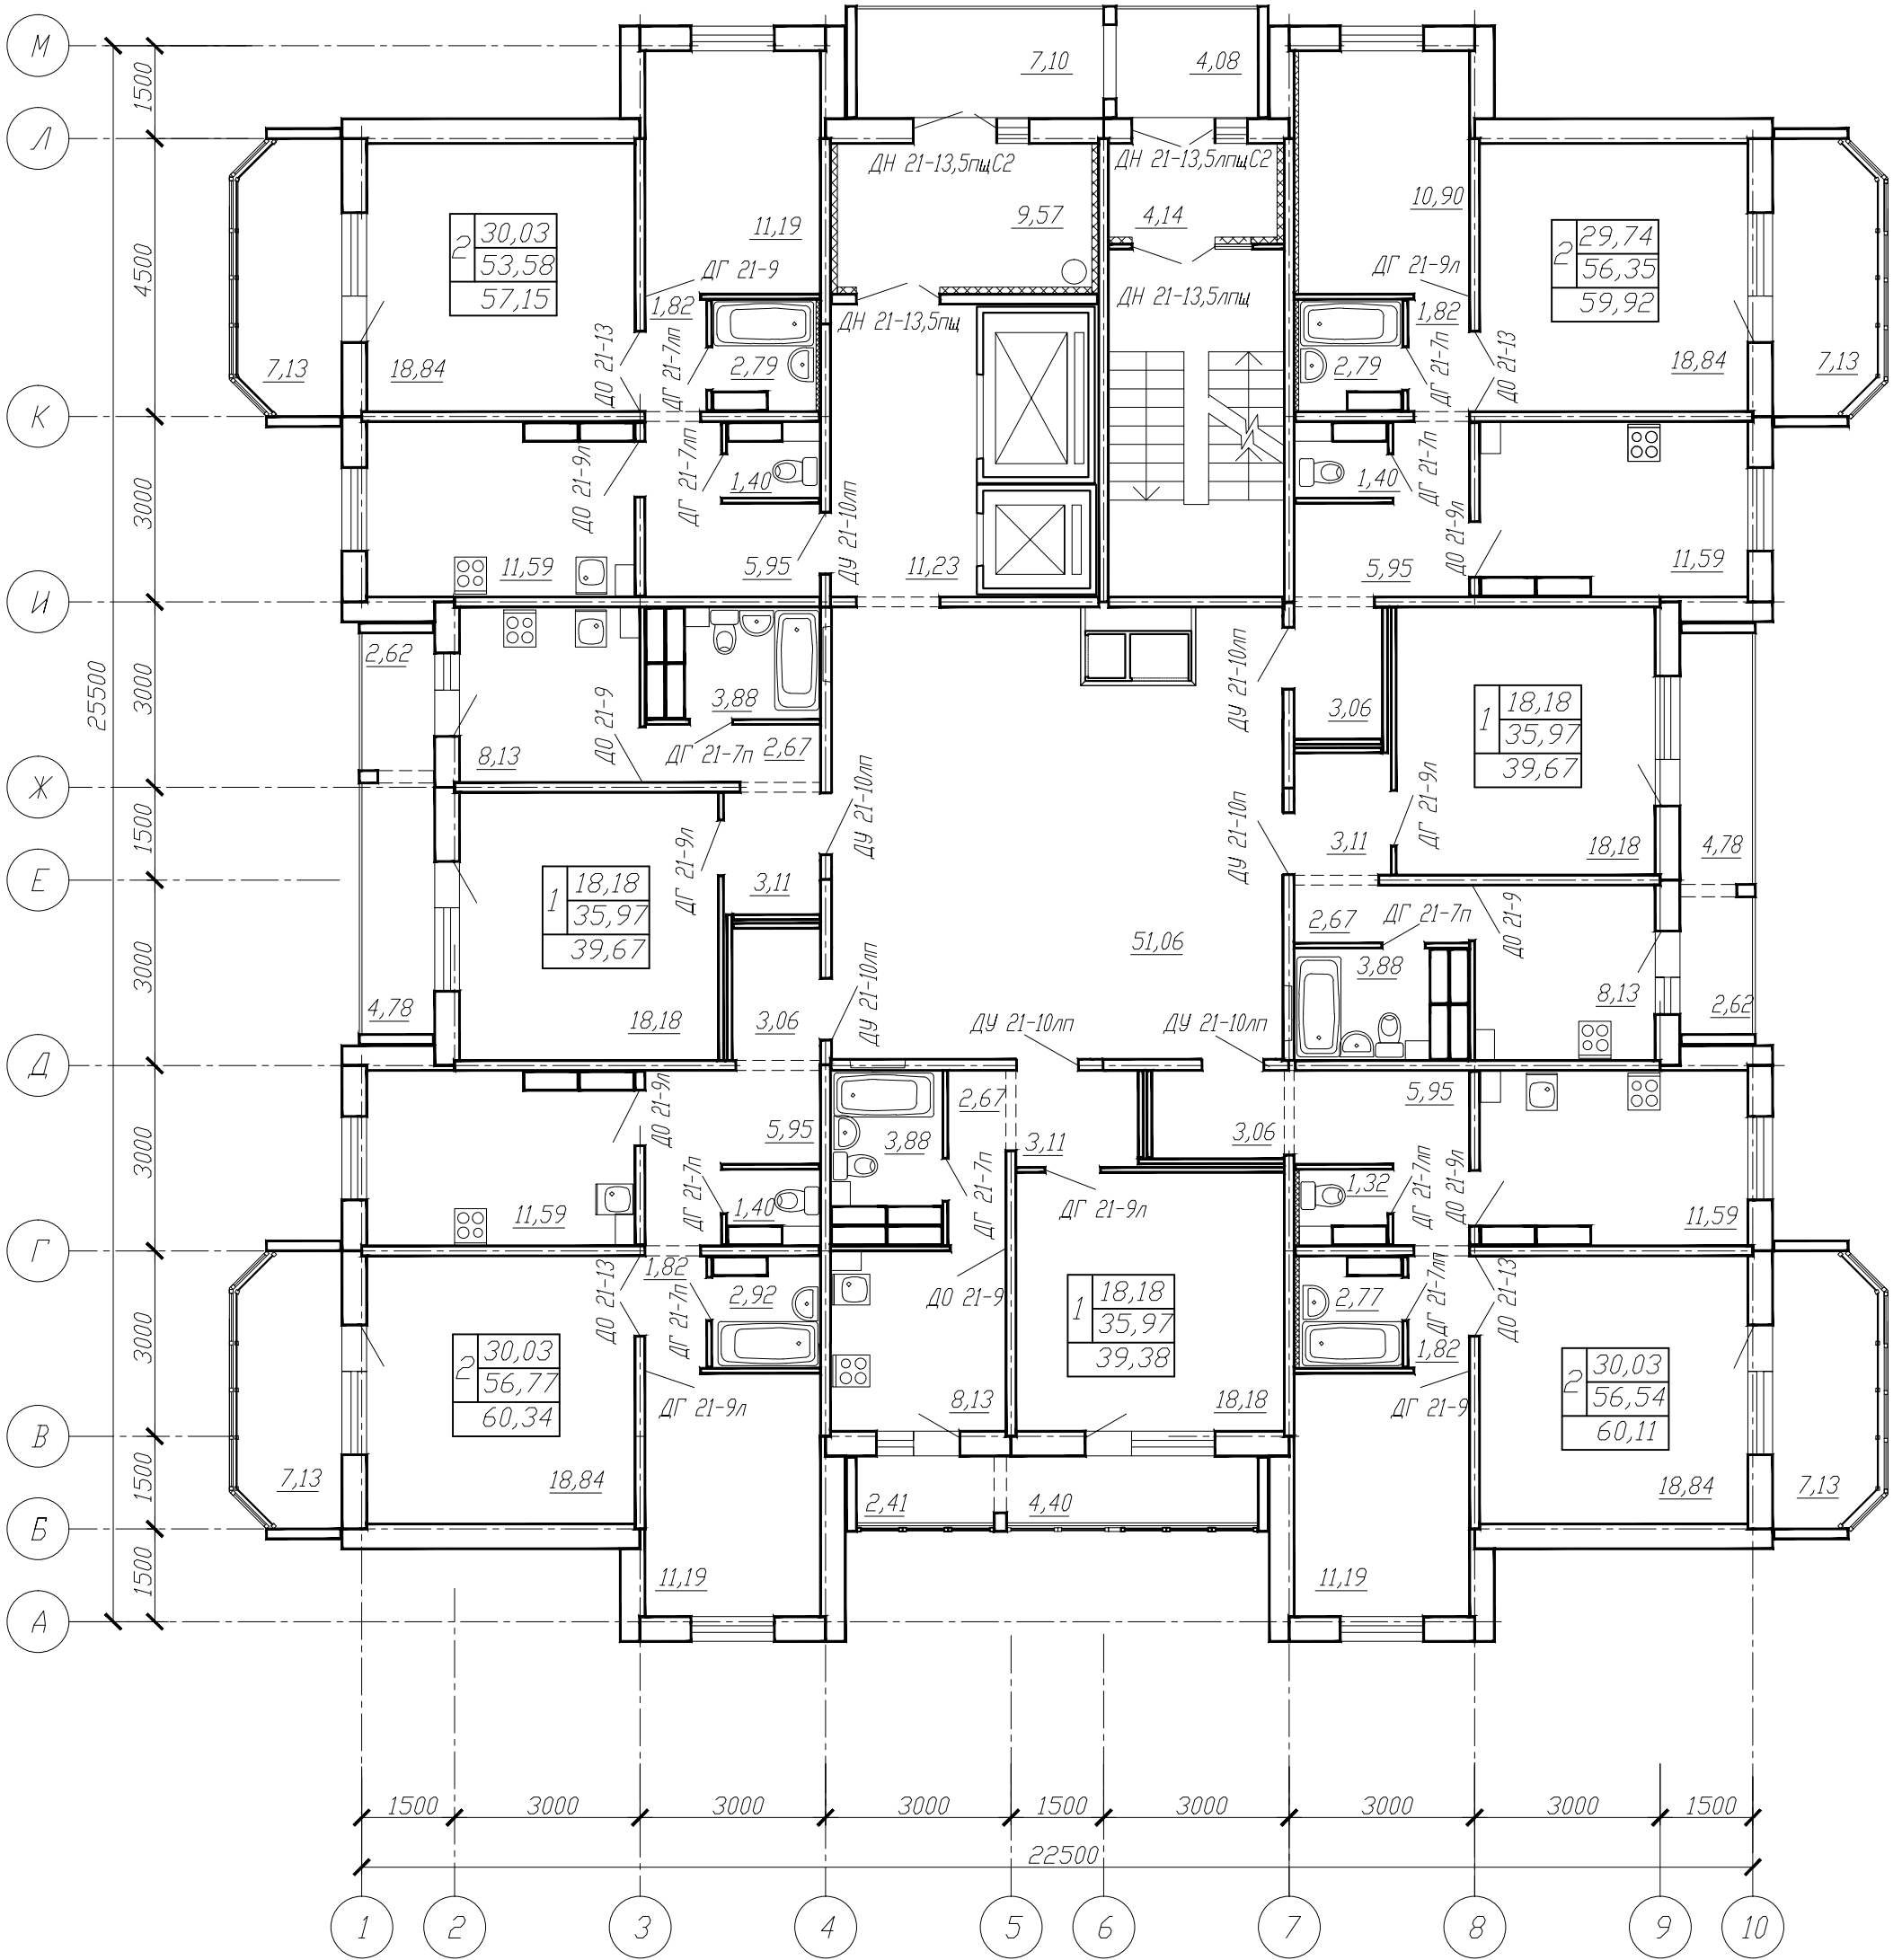 М
7,10
4,08
1500
Л
ДН 21-13,5пщС2
ДН 21-13,5лпщС2
11,19
9,57
4,14
10,90
2
30,03
53,58
57,15
2
29,74
56,35
59,92
4500
ДГ 21-9
ДГ 21-9л
1,82
ДН 21-13,5пщ
ДН 21-13,5лпщ
1,82
ДО 21-13
ДГ 21-7лп
2,79
2,79
ДГ 21-7п
ДО 21-13
7,13
18,84
18,84
7,13
К
ДО 21-9л
ДГ 21-7лп
1,40
1,40
ДГ 21-7п
3000
ДУ 21-10лп
ДО 21-9л
11,59
5,95
11,23
5,95
11,59
И
2,62
25500
3000
ДО 21-9
3,88
ДУ 21-10лп
3,06
1
18,18
35,97
39,67
8,13
ДГ 21-7п
2,67
Ж
1500
ДГ 21-9л
ДУ 21-10лп
ДУ 21-10п
3,11
ДГ 21-9л
18,18
4,78
Е
1
18,18
35,97
39,67
3,11
2,67
ДГ 21-7п
ДО 21-9
51,06
3,88
3000
ДУ 21-10лп
8,13
2,62
4,78
18,18
3,06
ДУ 21-10лп
ДУ 21-10лп
Д
ДО 21-9л
2,67
5,95
5,95
3,88
3,11
3,06
3000
ДГ 21-7п
ДГ 21-7п
ДГ 21-7лп
ДО 21-9л
1,32
11,59
1,40
ДГ 21-9л
11,59
Г
ДО 21-13
1,82
ДГ 21-7п
2,92
ДО 21-9
1
18,18
35,97
39,38
2,77
ДГ 21-7лп
ДО 21-13
3000
1,82
2
30,03
56,77
60,34
2
30,03
56,54
60,11
ДГ 21-9л
8,13
18,18
ДГ 21-9
В
7,13
18,84
18,84
7,13
1500
2,41
4,40
Б
1500
11,19
11,19
А
1500
3000
3000
3000
1500
3000
3000
3000
1500
22500
1
2
3
4
5
6
7
8
9
10